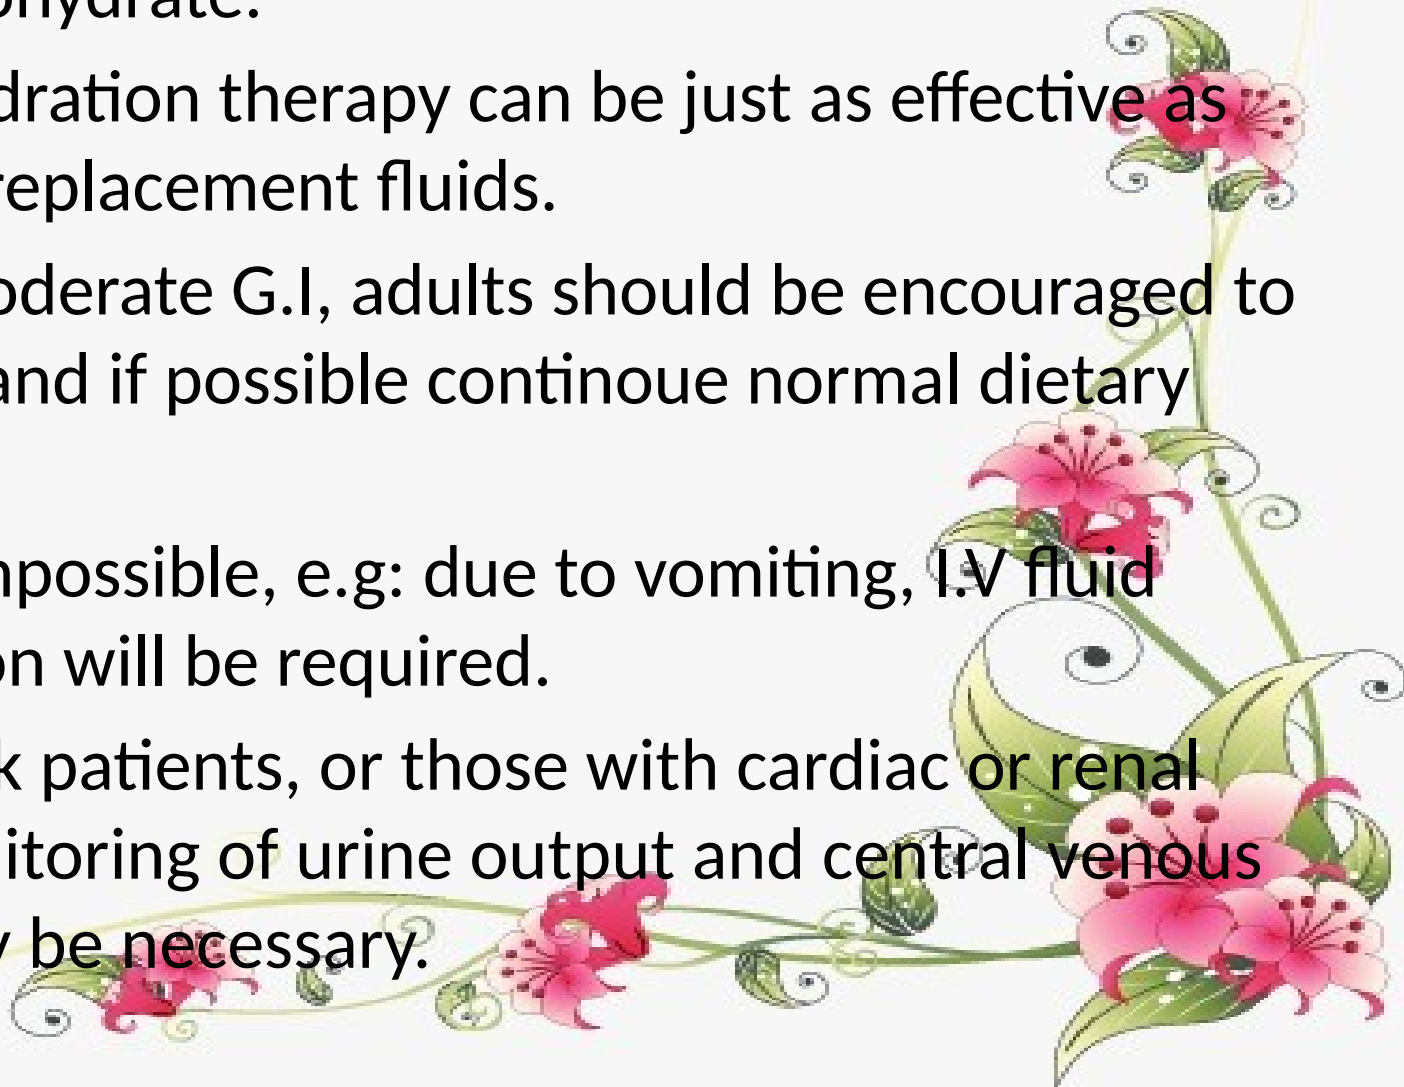 ohydrate.
dration therapy can be just as effective as
replacement fluids.
oderate G.I, adults should be encouraged to
and if possible continoue normal dietary
npossible, e.g: due to vomiting, I.V fluid
on will be required.
k patients, or those with cardiac or renal
itoring of urine output and central venous
y be necessary.